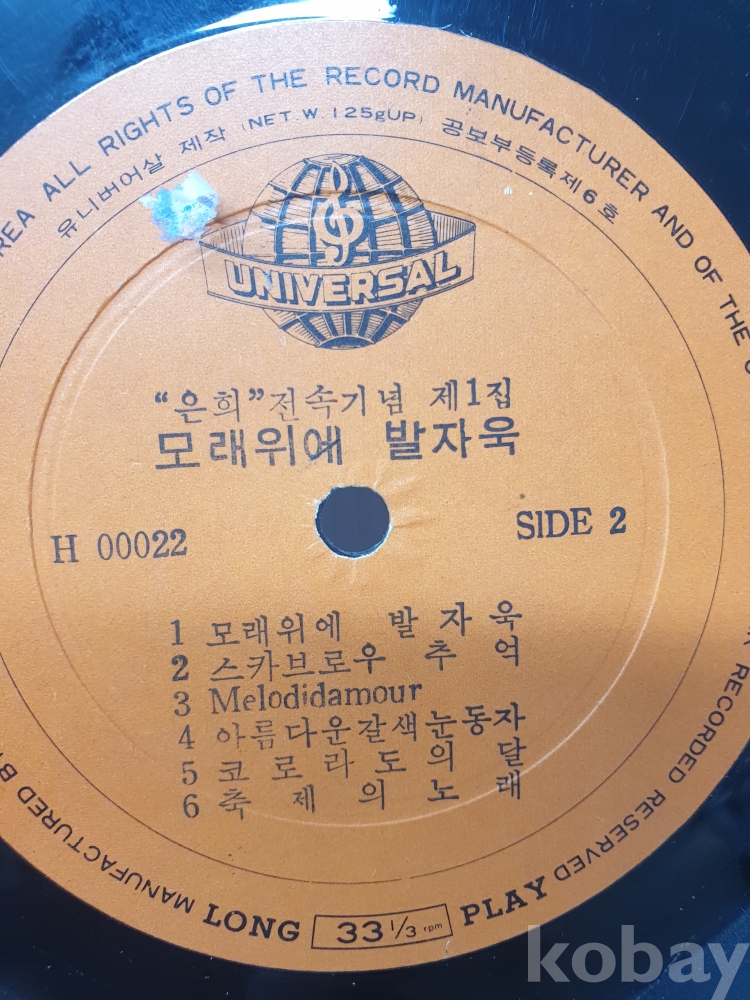 REA ALL RIGHTS OF THE RECORD MANUFACTURER AND OF THE
유니버어살 제작 (NET.W.125gUP) 공보부등록제6호
UNIVERSAL
“은희”전속기념 제1집
모래위에 발자욱
H 00022
SIDE 2
1 모래위에 발자욱
2 스카브로우 추억
3 Melodidamour
4 아름다운갈색눈동자
5 코로라도의 달
6 축제의노래
RECORDED RESERVED
MANUFACTURED
LONG 33 1/3 rpm PLAY
kobay